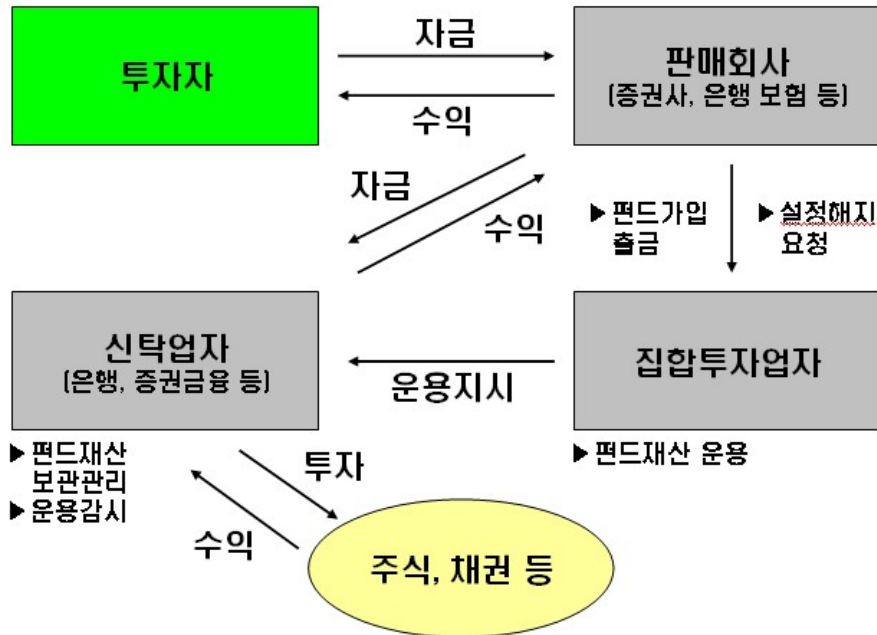 투자자
자금
수익
판매회사
(증권사, 은행 보험 등)
자금
수익
▶ 펀드가입
출금
▶ 설정해지
요청
신탁업자
(은행, 증권금융 등)
운용지시
집합투자업자
▶ 펀드재산
보관관리
▶ 운용감시
▶ 펀드재산 운용
투자
수익
주식, 채권 등